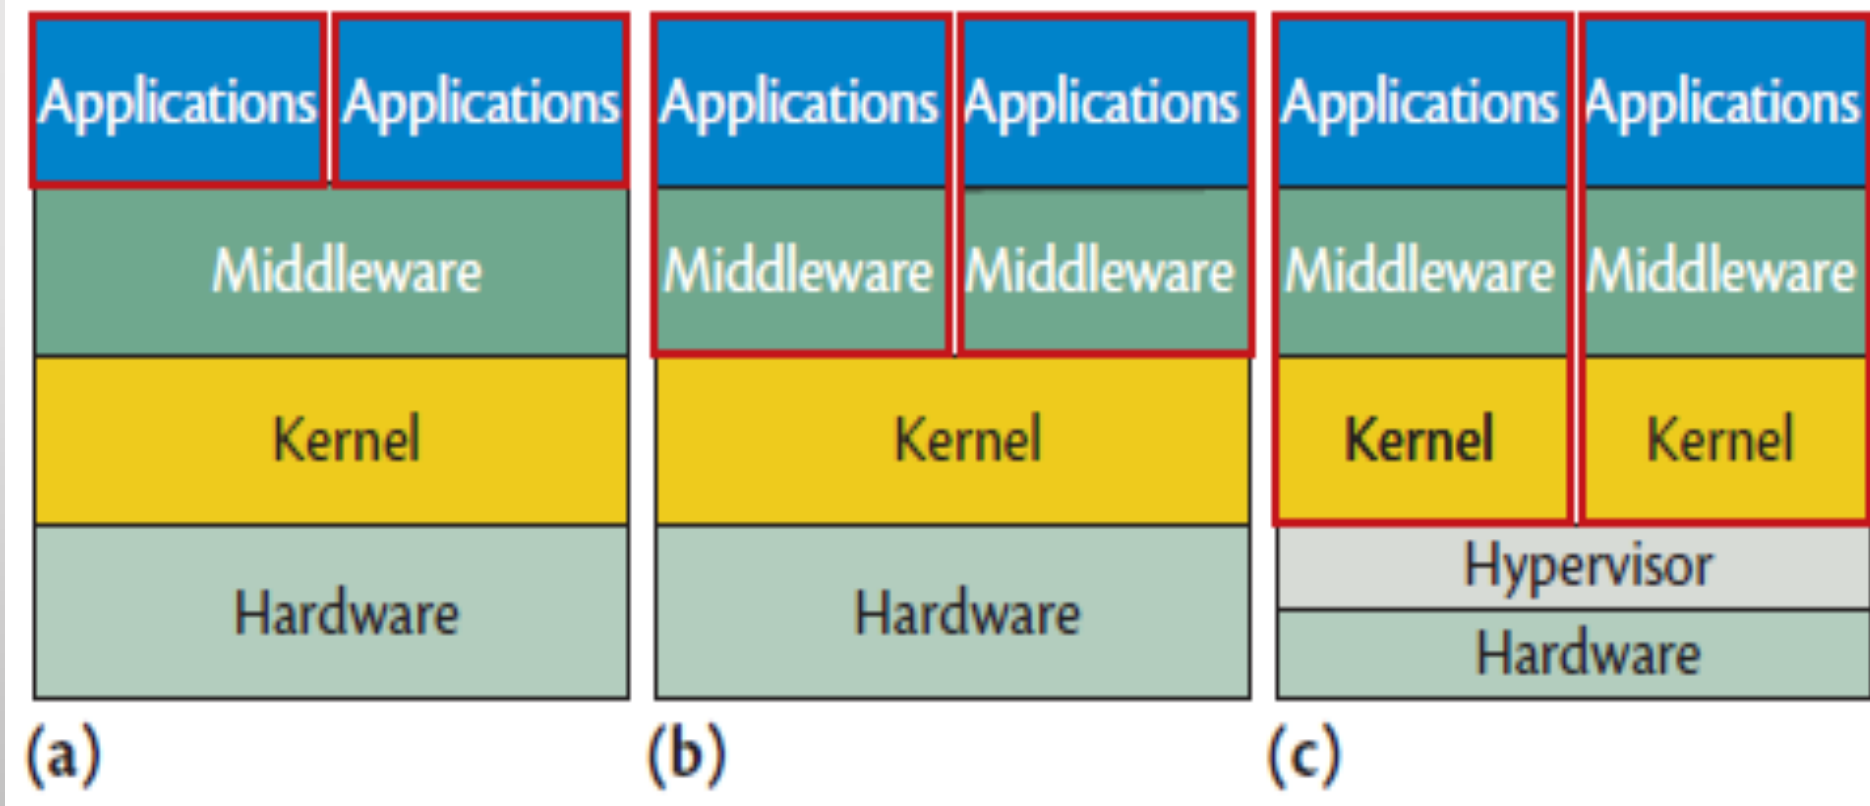 Applications Applications
Middleware
Kernel
Hardware
(a)
Applications Applications
Middleware Middleware
Kernel
Hardware
(b)
Applications Applications
Middleware Middleware
Kernel Kernel
Hypervisor
Hardware
(c)